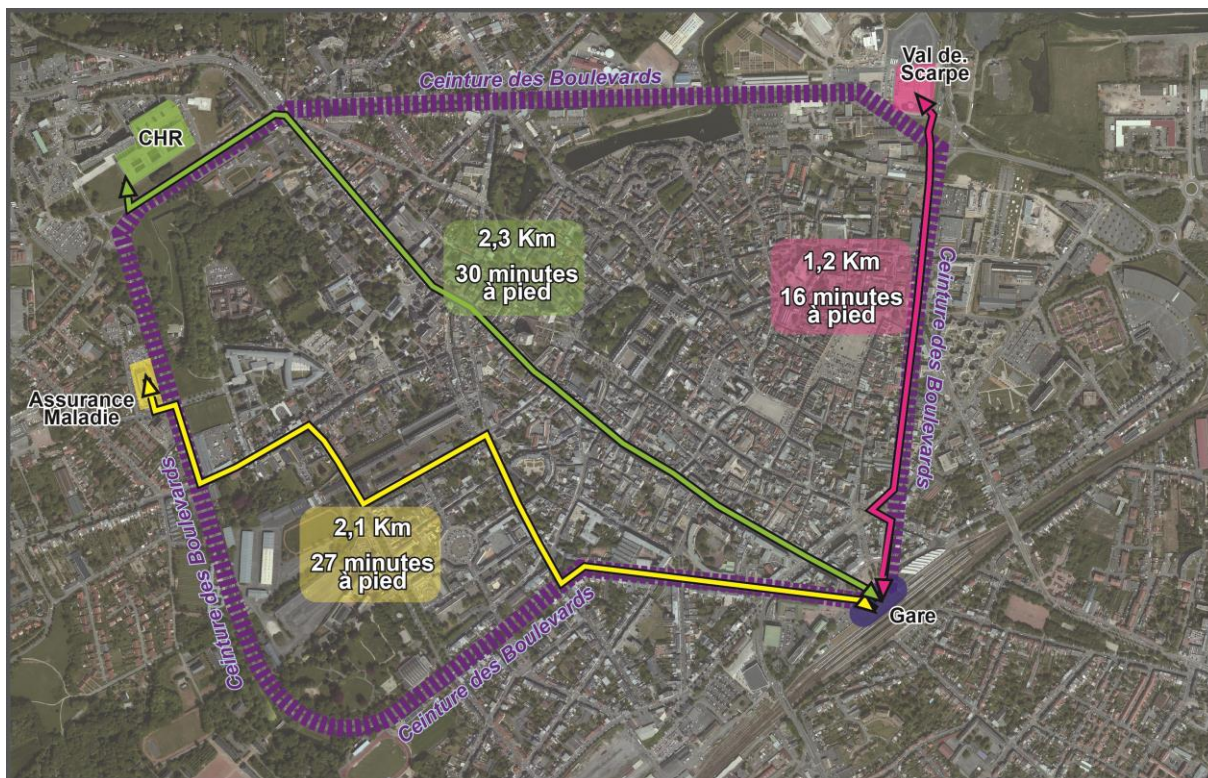 Val de.
Scarpe
Ceinture des Boulevards
CHR
2,3 Km
30 minutes
à pied
1,2 Km
16 minutes
à pied
Ceinture des Boulevards
Assurance
Maladie
Ceinture des Boulevards
2,1 Km
27 minutes
à pied
Ceinture des Boulevards
Gare